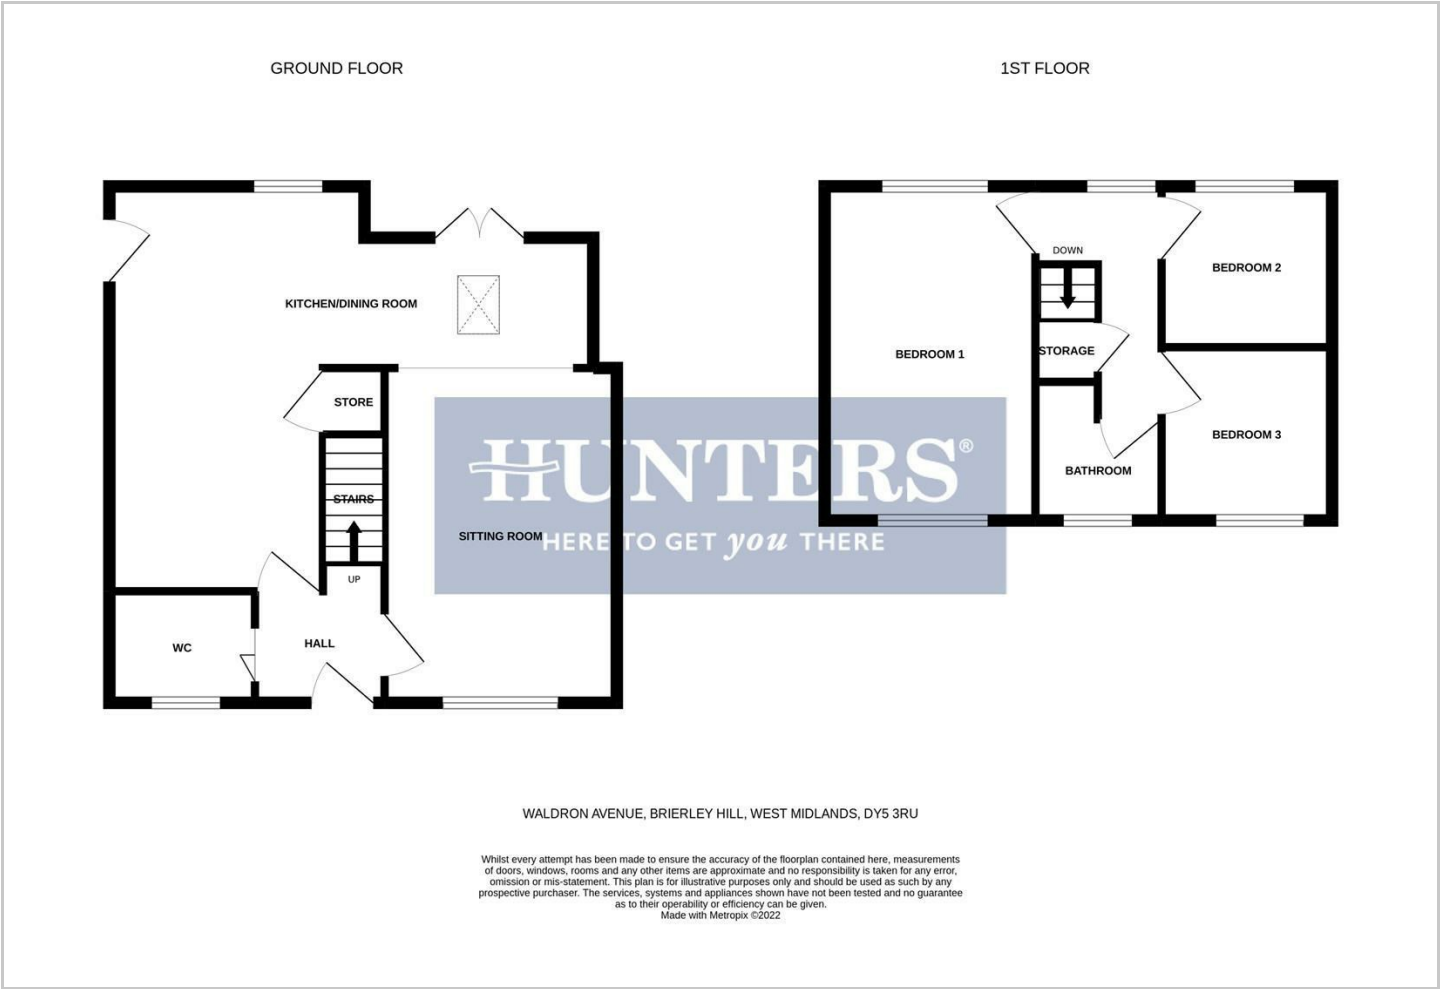 GROUND FLOOR
1ST FLOOR
KITCHEN/DINING ROOM
STORE
STAIRS
UP
SITTING ROOM
WC
HALL
DOWN
BEDROOM 1
BEDROOM 2
STORAGE
BEDROOM 3
BATHROOM
HUNTERS®
HERE TO GET you THERE
WALDRON AVENUE, BRIERLEY HILL, WEST MIDLANDS, DY5 3RU
Whilst every attempt has been made to ensure the accuracy of the floorplan contained here, measurements
of doors, windows, rooms and any other items are approximate and no responsibility is taken for any error,
omission or mis-statement. This plan is for illustrative purposes only and should be used as such by any
prospective purchaser. The services, systems and appliances shown have not been tested and no guarantee
as to their operability or efficiency can be given.
Made with Metropix ©2022